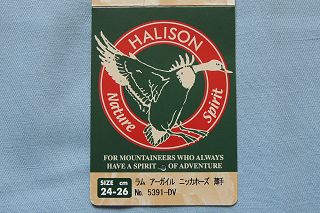 HALISON
Nature Spirit
FOR MOUNTAINEERS WHO ALWAYS
HAVE A SPIRIT OF ADVENTURE
SIZE cm
24-26
ラム アーガイル ニッカホーズ 薄手
No. 5391-DV